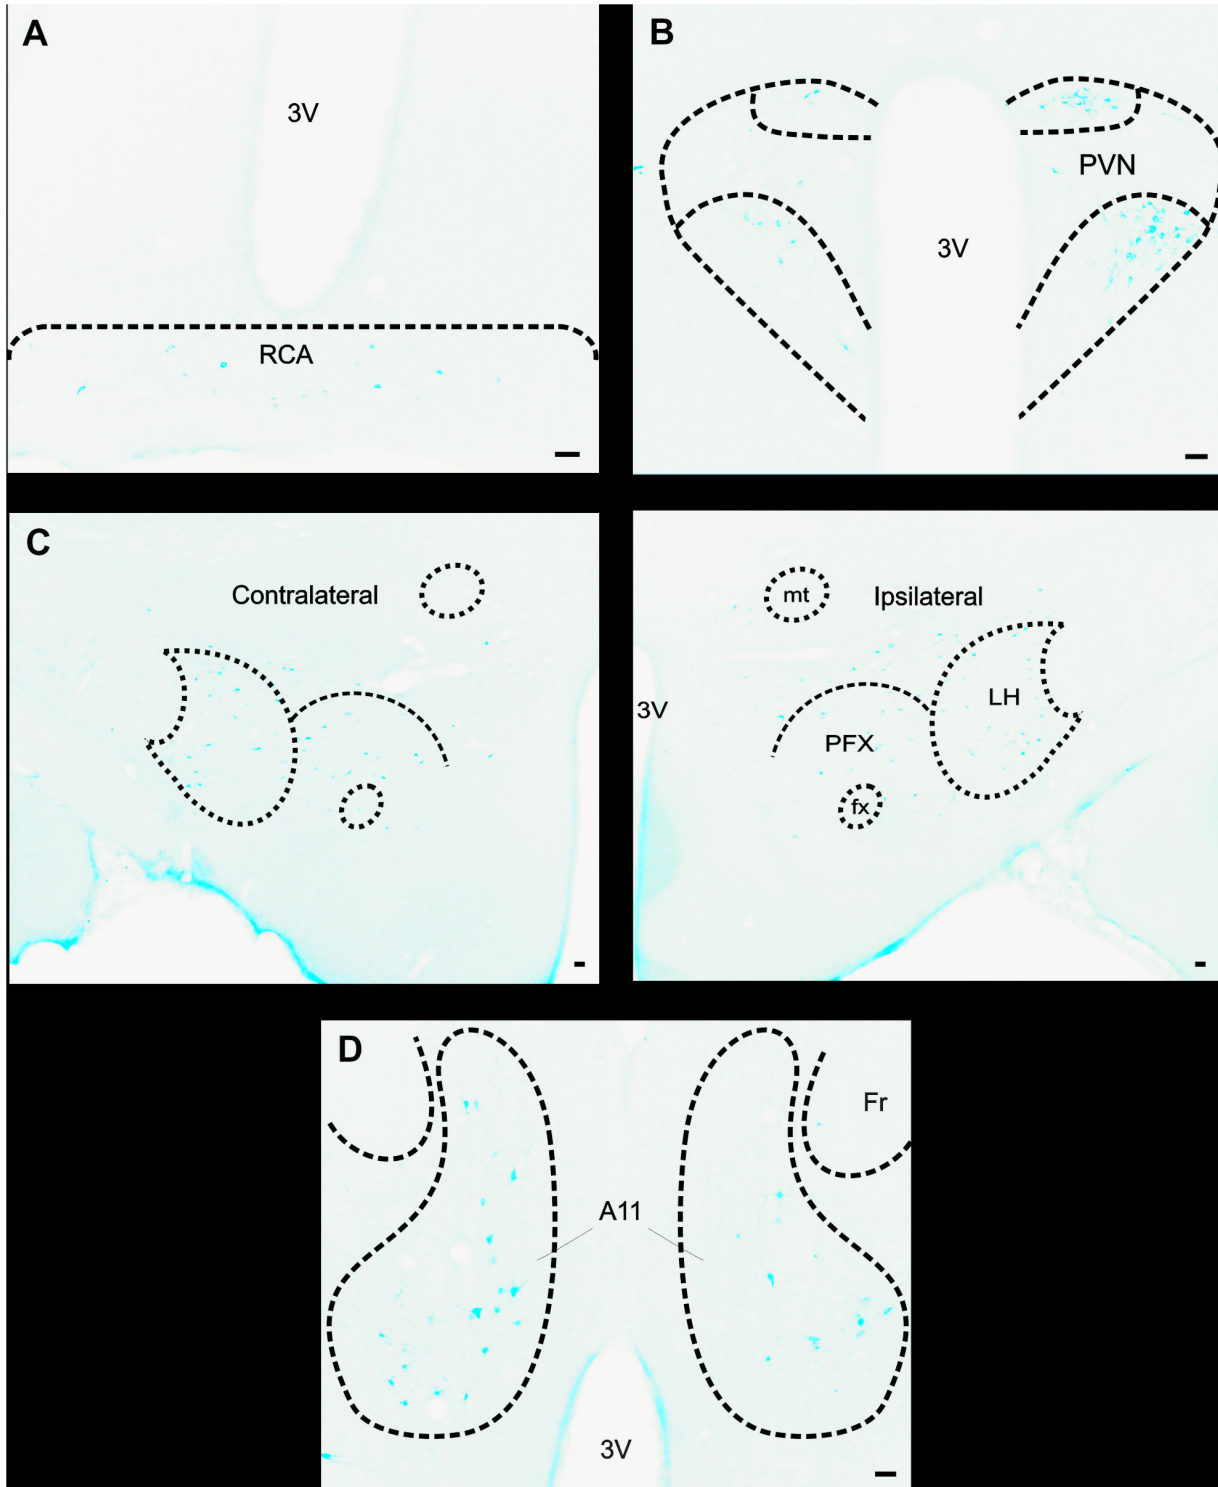 A
3V
RCA
B
PVN
3V
C
Contralateral
mt
Ipsilateral
3V
LH
PFX
fx
D
Fr
A11
3V